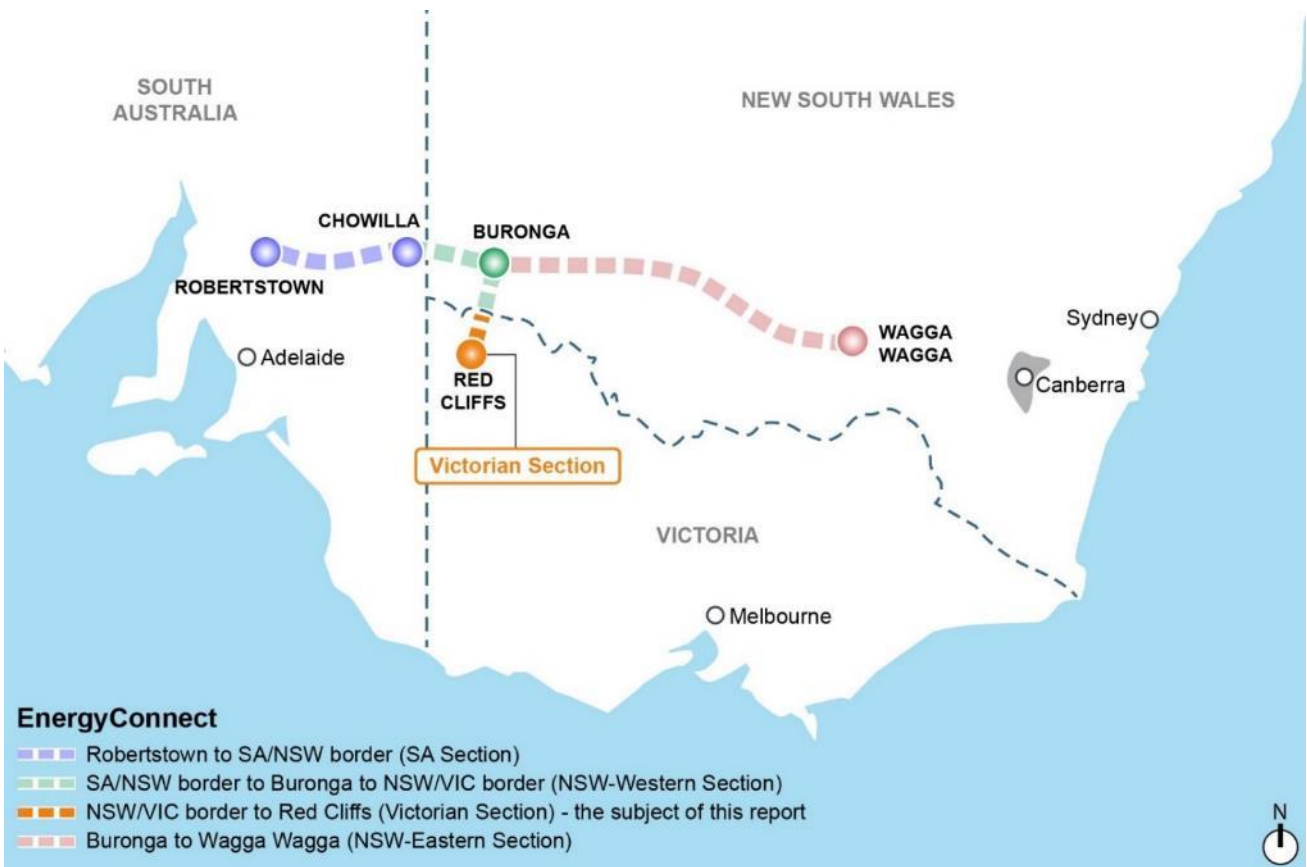 SOUTH
AUSTRALIA
NEW SOUTH WALES
CHOWILLA
BURONGA
ROBERTSTOWN
Sydney
WAGGA
WAGGA
Adelaide
RED
CLIFFS
Canberra
Victorian Section
VICTORIA
Melbourne
EnergyConnect
Robertstown to SA/NSW border (SA Section)
SA/NSW border to Buronga to NSW/VIC border (NSW-Western Section)
NSW/VIC border to Red Cliffs (Victorian Section) - the subject of this report
Buronga to Wagga Wagga (NSW-Eastern Section)
N